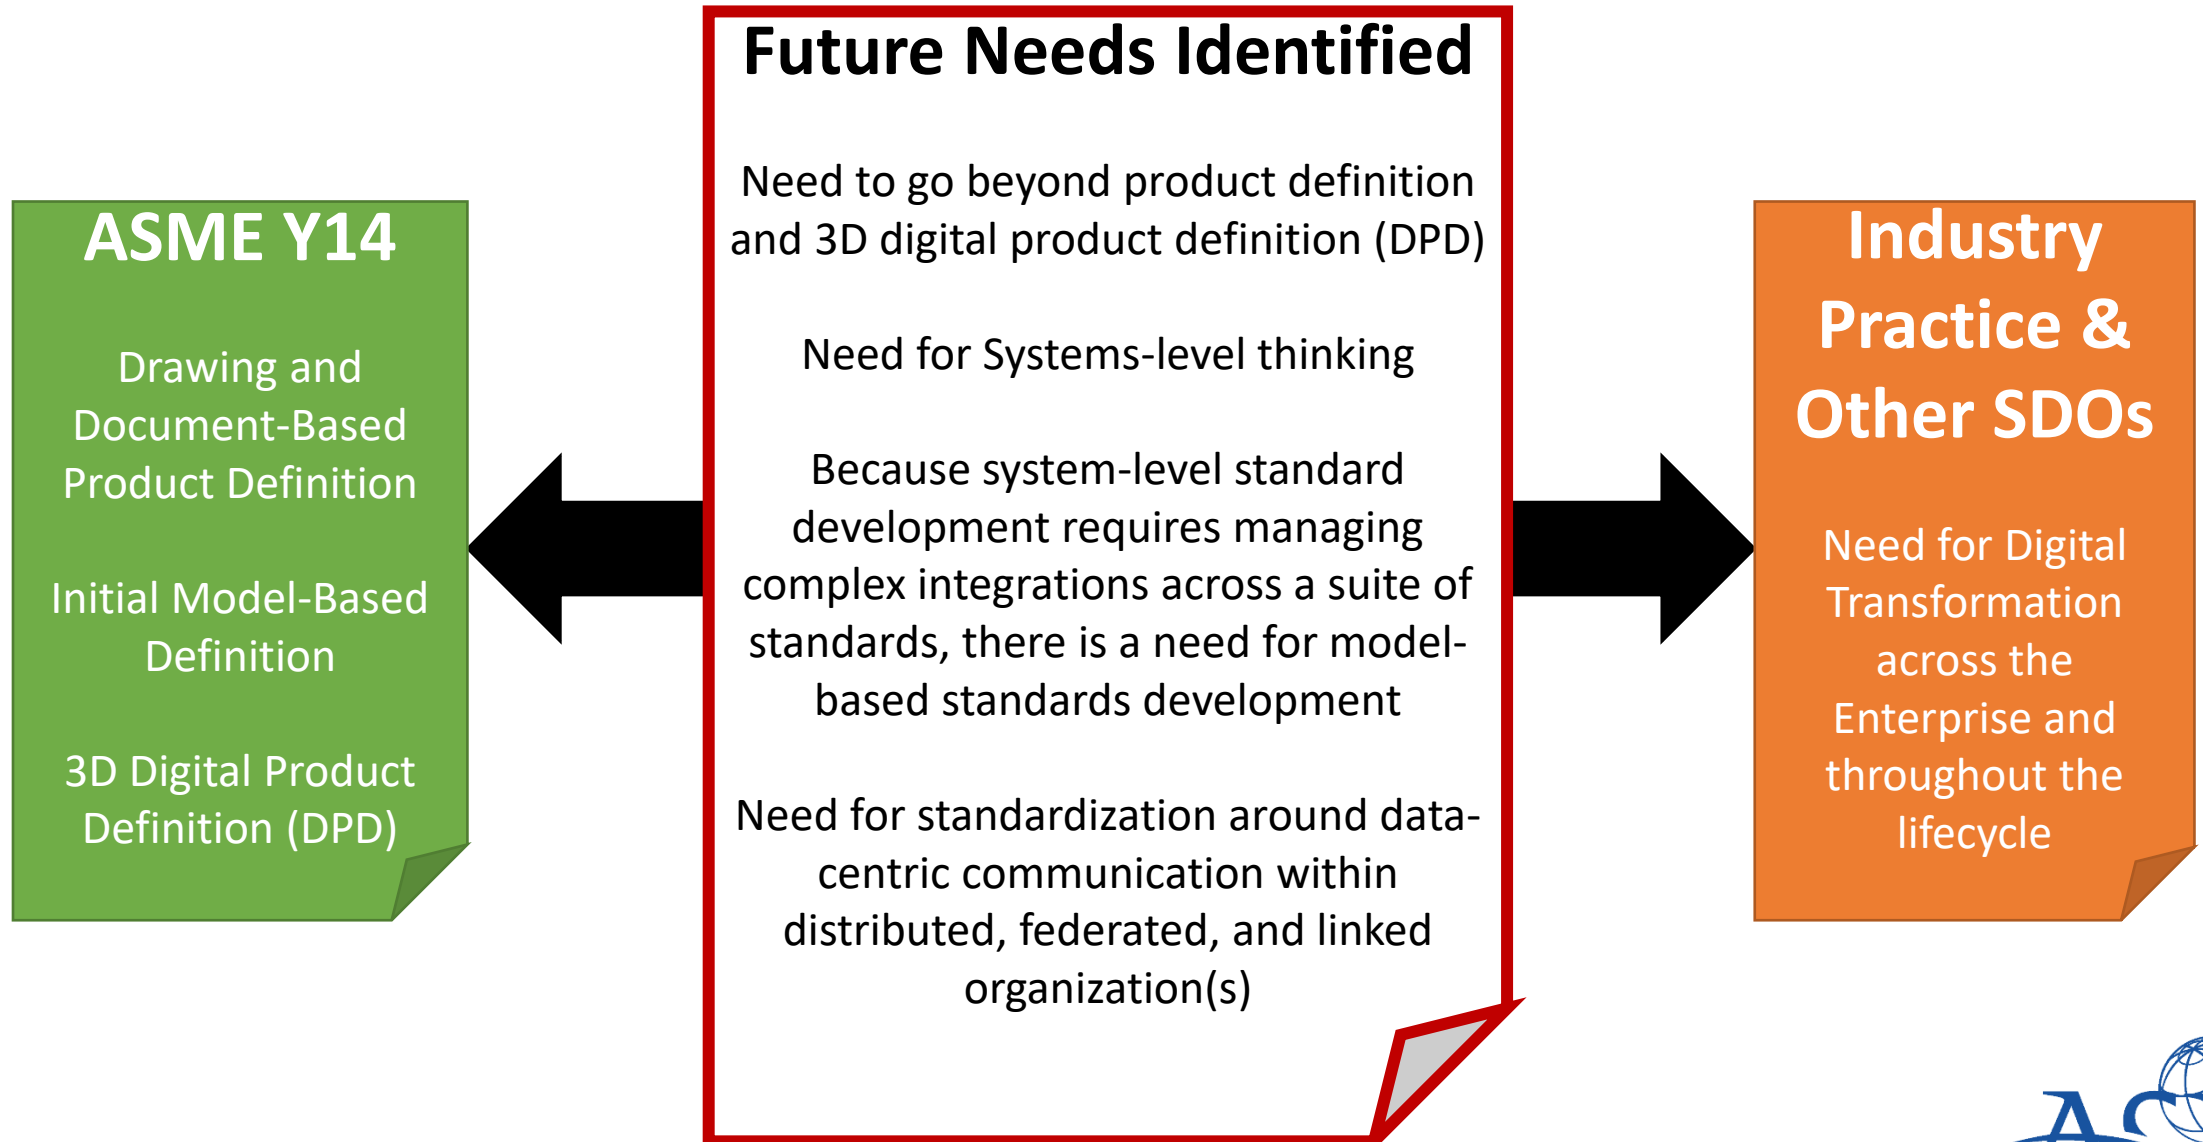 ASME Y14
Drawing and
Document-Based
Product Definition
Initial Model-Based
Definition
3D Digital Product
Definition (DPD)
Future Needs Identified
Need to go beyond product definition
and 3D digital product definition (DPD)
Need for Systems-level thinking
Because system-level standard
development requires managing
complex integrations across a suite of
standards, there is a need for model-
based standards development
Need for standardization around data-
centric communication within
distributed, federated, and linked
organization(s)
Industry
Practice &
Other SDOs
Need for Digital
Transformation
across the
Enterprise and
throughout the
lifecycle